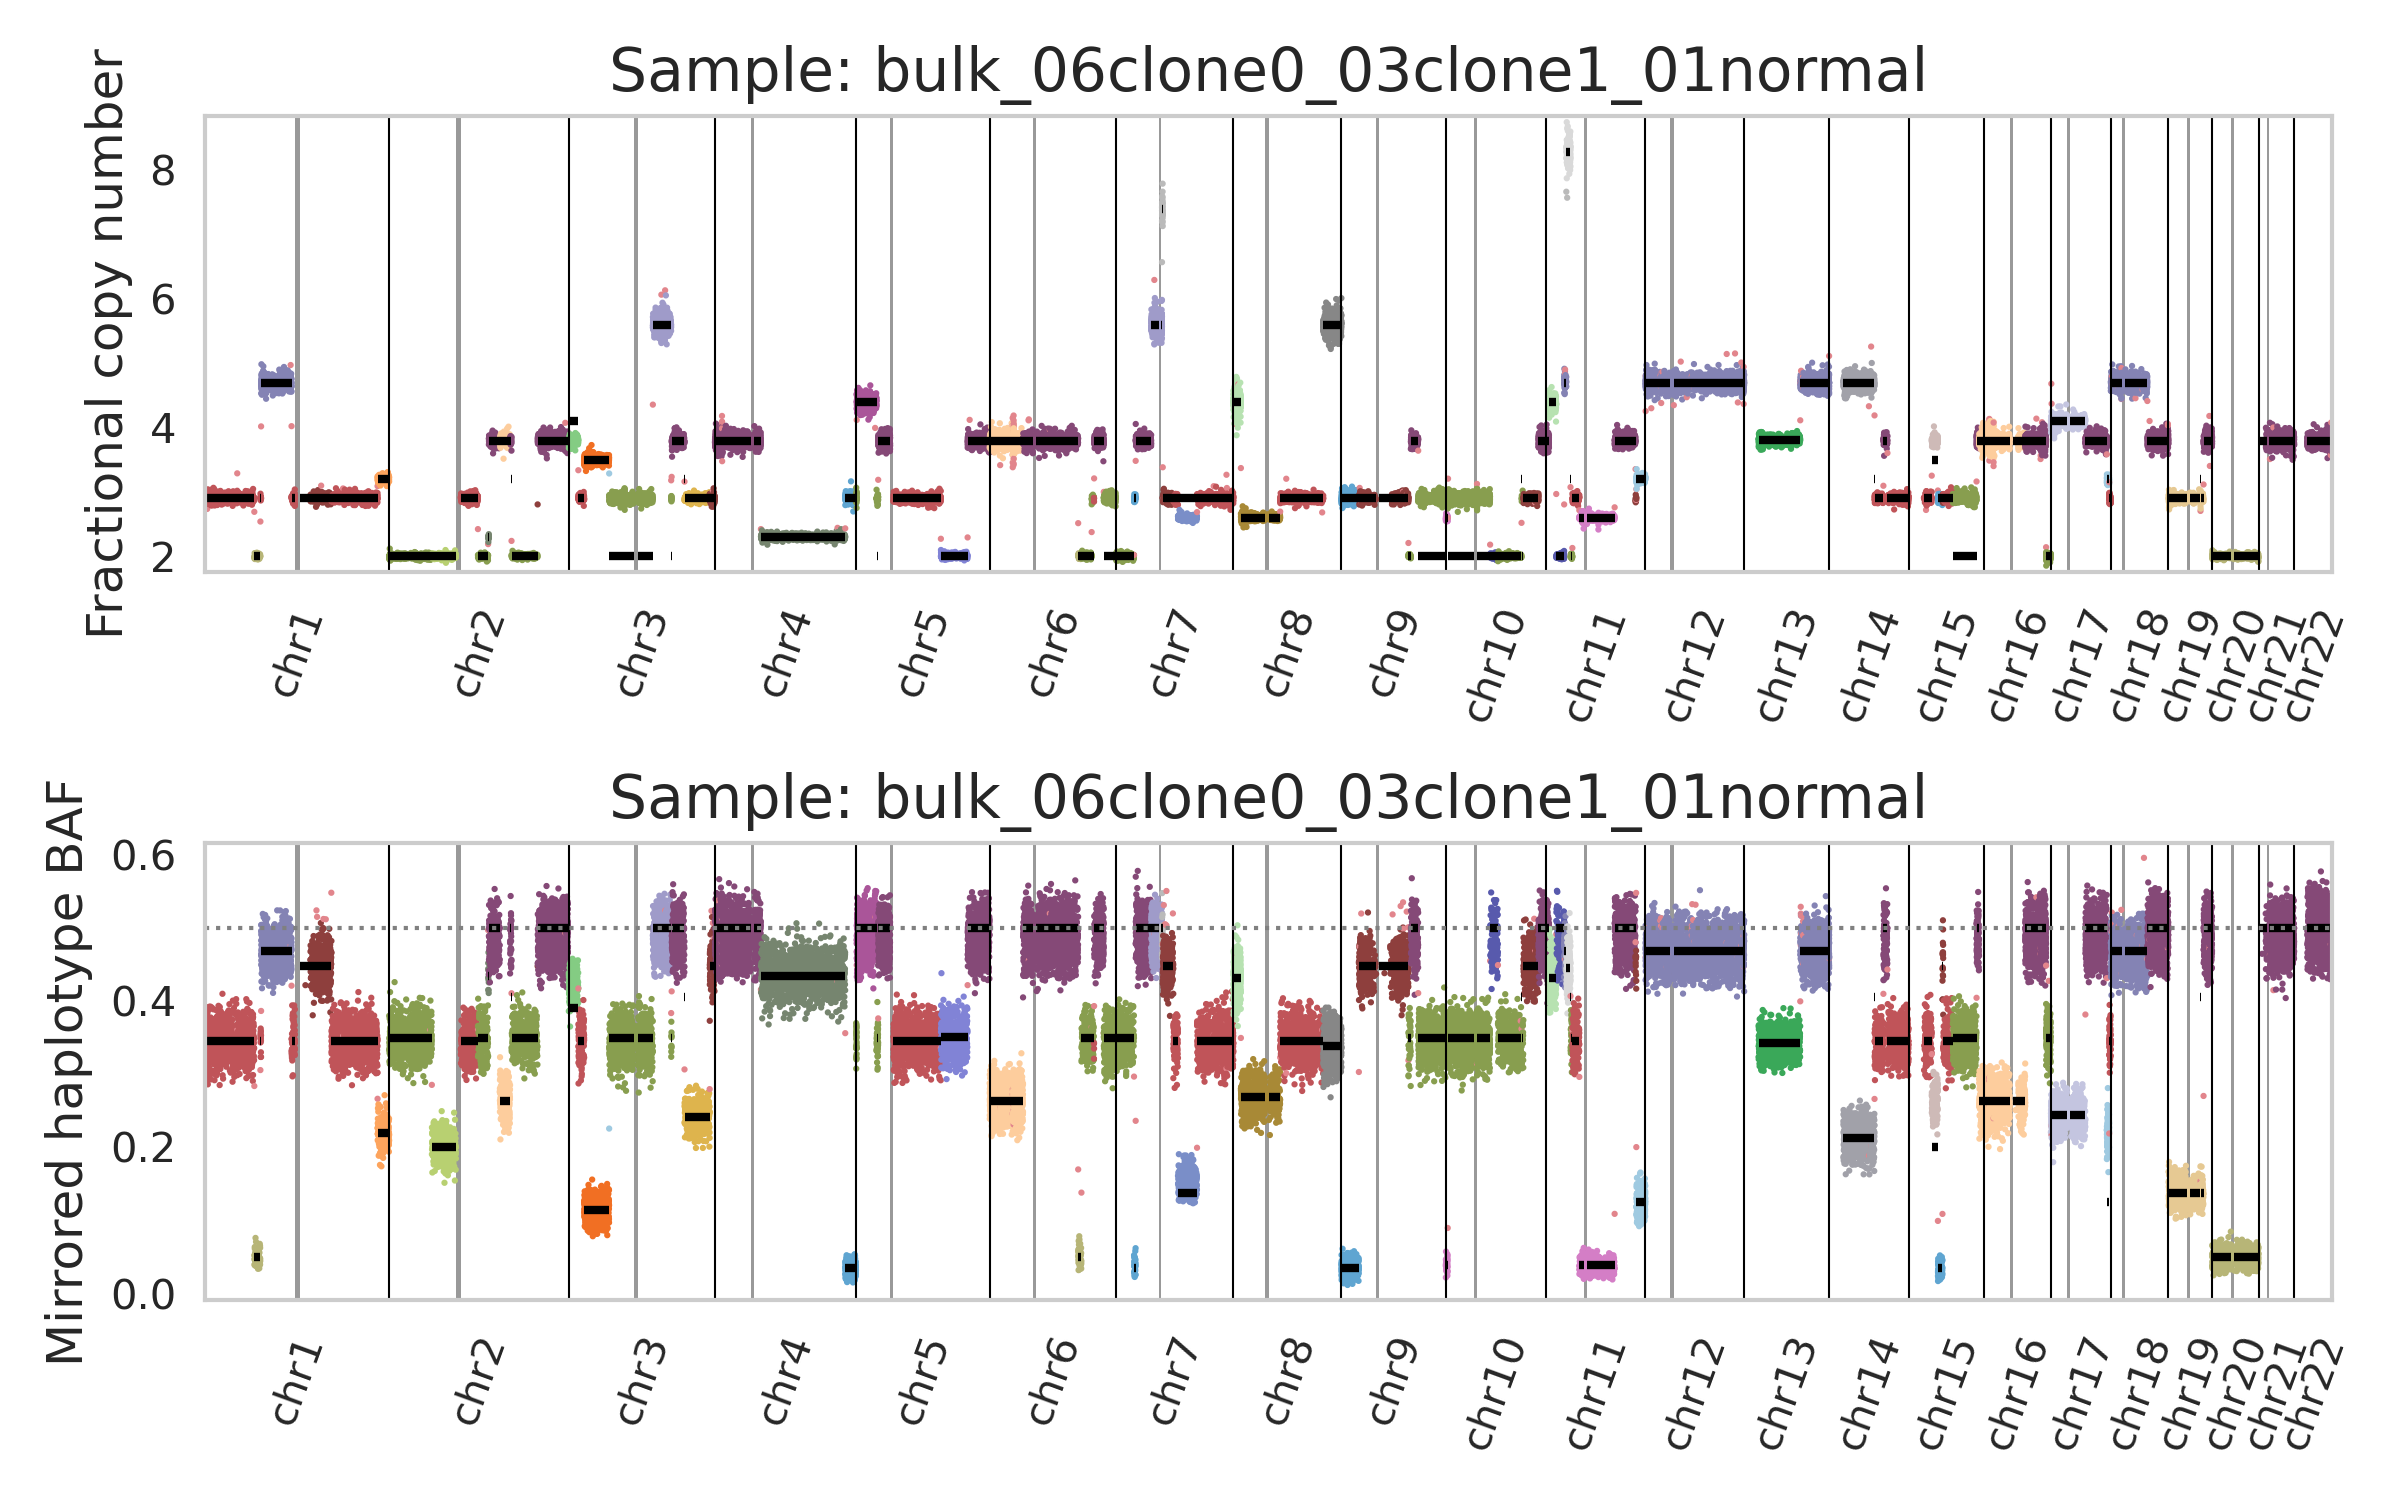 Sample: bulk_06clone0_03clone1_01normal
Fractional copy number
8
6
4
2
chr1
chr2
chr3
chr4
chr5
chr6
chr7
chr8
chr9
chr10
chr11
chr12
chr13
chr14
chr15
chr16
chr17
chr18
chr19
chr20
chr21
chr22
Sample: bulk_06clone0_03clone1_01normal
Mirrored haplotype BAF
0.6
0.4
0.2
0.0
chr1
chr2
chr3
chr4
chr5
chr6
chr7
chr8
chr9
chr10
chr11
chr12
chr13
chr14
chr15
chr16
chr17
chr18
chr19
chr20
chr21
chr22